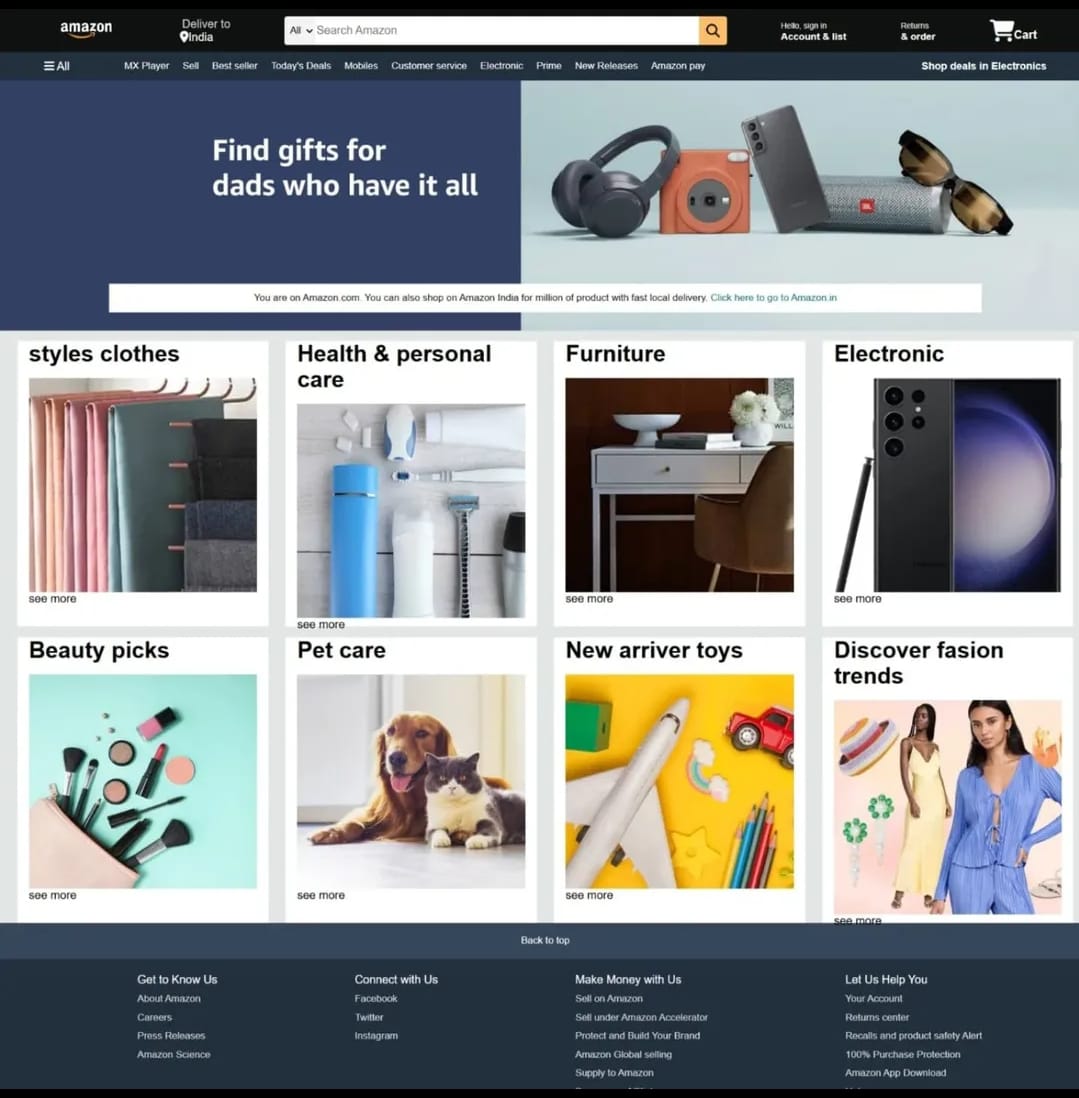 amazon
Deliver to
India
All
Search Amazon
Hello, sign in
Account & list
Returns
& order
Cart
All
MX Player
Sell
Best seller
Today's Deals
Mobiles
Customer service
Electronic
Prime
New Releases
Amazon pay
Shop deals in Electronics
Find gifts for
dads who have it all
JBL
You are on Amazon.com. You can also shop on Amazon India for million of product with fast local delivery. Click here to go to Amazon.in
styles clothes
see more
Health & personal
care
see more
Furniture
WILL
see more
Electronic
see more
Beauty picks
see more
Pet care
see more
New arriver toys
see more
Discover fasion
trends
see more
Back to top
Get to Know Us
About Amazon
Careers
Press Releases
Amazon Science
Connect with Us
Facebook
Twitter
Instagram
Make Money with Us
Sell on Amazon
Sell under Amazon Accelerator
Protect and Build Your Brand
Amazon Global selling
Supply to Amazon
Let Us Help You
Your Account
Returns center
Recalls and product safety Alert
100% Purchase Protection
Amazon App Download